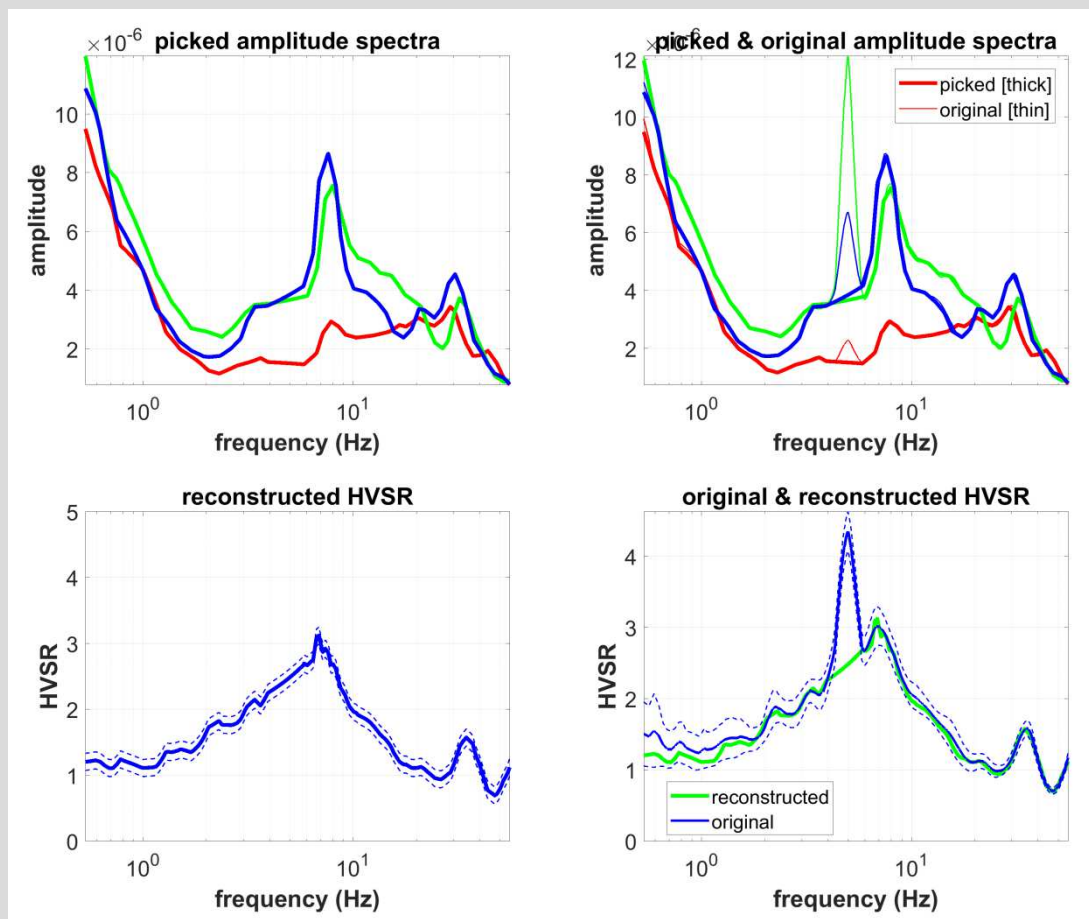 ×10⁻⁶
picked amplitude spectra
10
8
6
4
2
amplitude
10⁰
10¹
frequency (Hz)
×10⁻⁶
picked & original amplitude spectra
12
10
8
6
4
2
amplitude
picked [thick]
original [thin]
10⁰
10¹
frequency (Hz)
reconstructed HVSR
5
4
3
2
1
0
HVSR
10⁰
10¹
frequency (Hz)
original & reconstructed HVSR
4
3
2
1
0
HVSR
reconstructed
original
10⁰
10¹
frequency (Hz)